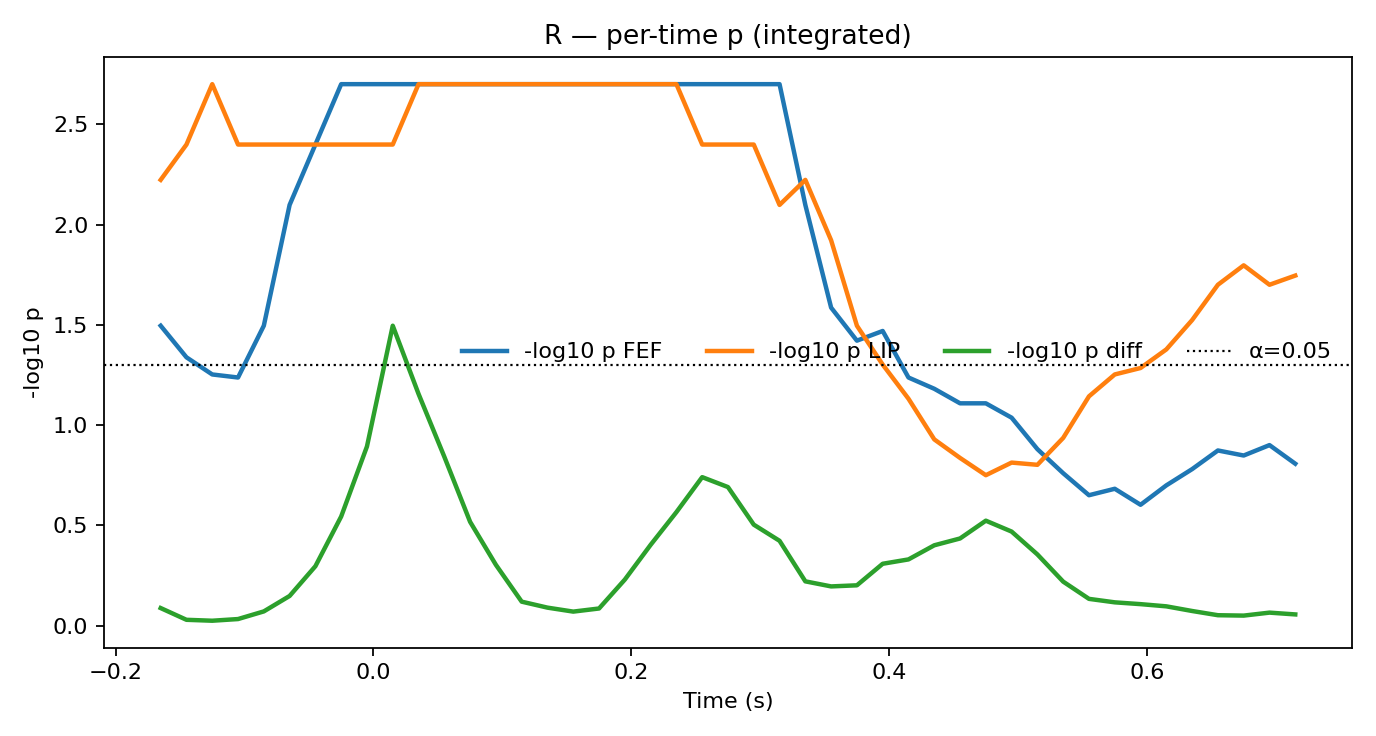 R — per-time p (integrated)
-log10 p
2.5
2.0
1.5
1.0
0.5
0.0
-log10 p FEF
-log10 p LIP
-log10 p diff
α=0.05
−0.2
0.0
0.2
0.4
0.6
Time (s)